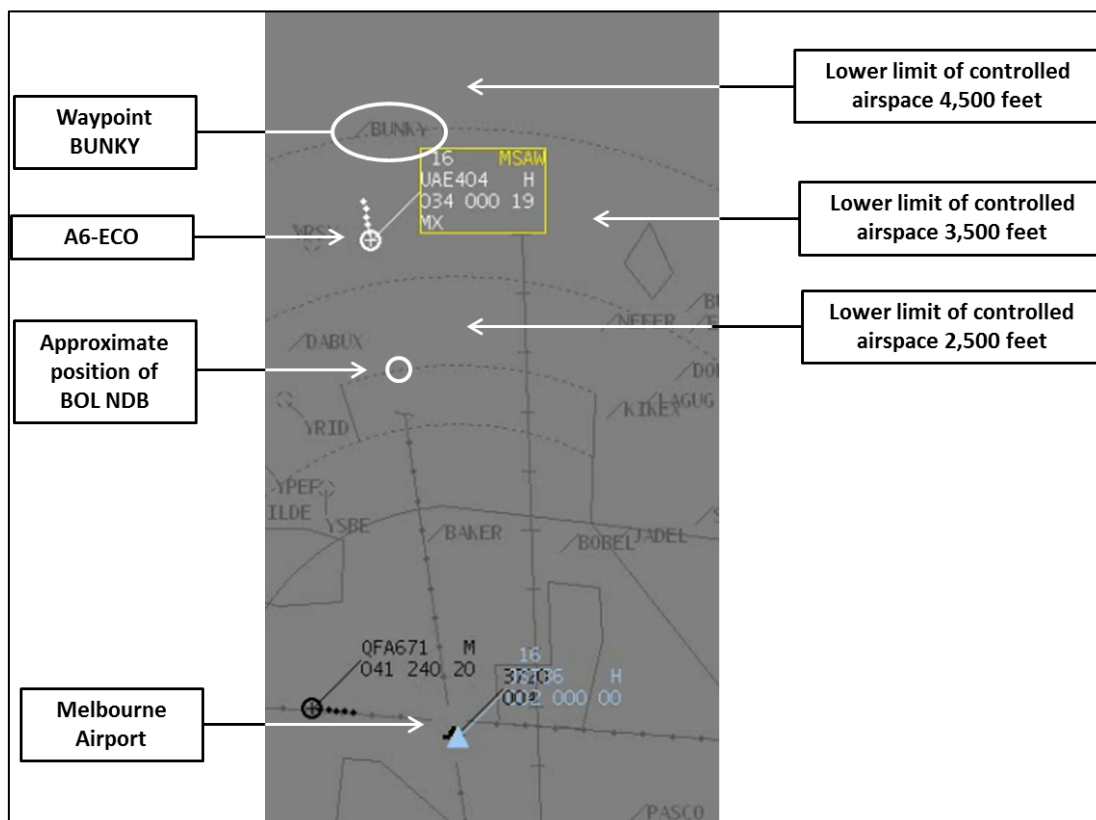 Lower limit of controlled
airspace 4,500 feet
Waypoint
BUNKY
BUNKY
16 MSAW
UAE404 H
034 000 19
MX
Lower limit of controlled
airspace 3,500 feet
A6-ECO
Lower limit of controlled
airspace 2,500 feet
NEFER
DABUX
Approximate
position of
BOL NDB
KIKEX
LAGUG
YRID
YPEF
ILDE
YSBE
BAKER
BOBEL
JADEL
QFA671 M
041 240 20
16
H
000 00
Melbourne
Airport
PASCO